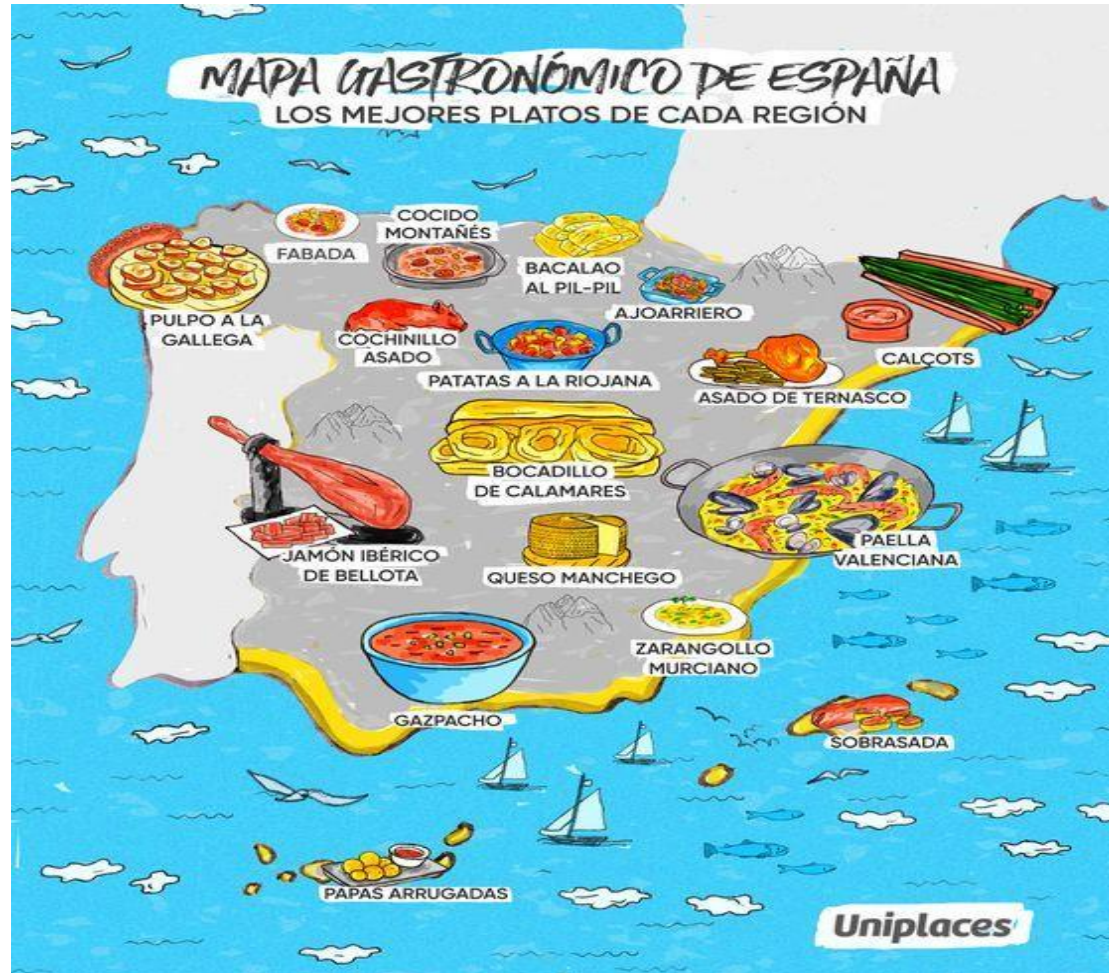 MAPA GASTRONÓMICO DE ESPAÑA
LOS MEJORES PLATOS DE CADA REGIÓN
FABADA
COCIDO
MONTAÑÉS
BACALAO
AL PIL-PIL
AJOARRIERO
PULPO A LA
GALLEGA
COCHINILLO
ASADO
PATATAS A LA RIOJANA
CALÇOTS
ASADO DE TERNASCO
BOCADILLO
DE CALAMARES
JAMÓN IBÉRICO
DE BELLOTA
QUESO MANCHEGO
PAELLA
VALENCIANA
ZARANGOLLO
MURCIANO
GAZPACHO
SOBRASADA
PAPAS ARRUGADAS
Uniplaces